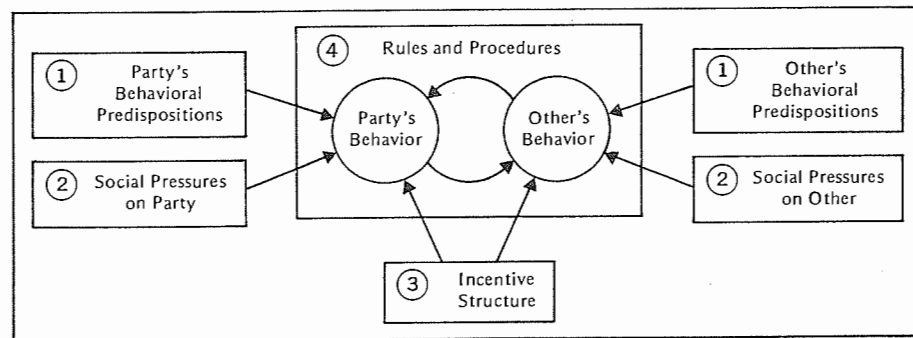 ④ Rules and Procedures
① Party's
Behavioral
Predispositions
② Social Pressures
on Party
Party's
Behavior
Other's
Behavior
① Other's
Behavioral
Predispositions
② Social Pressures
on Other
③ Incentive
Structure